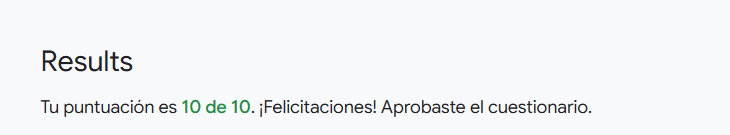 Results
Tu puntuación es 10 de 10. ¡Felicitaciones! Aprobaste el cuestionario.